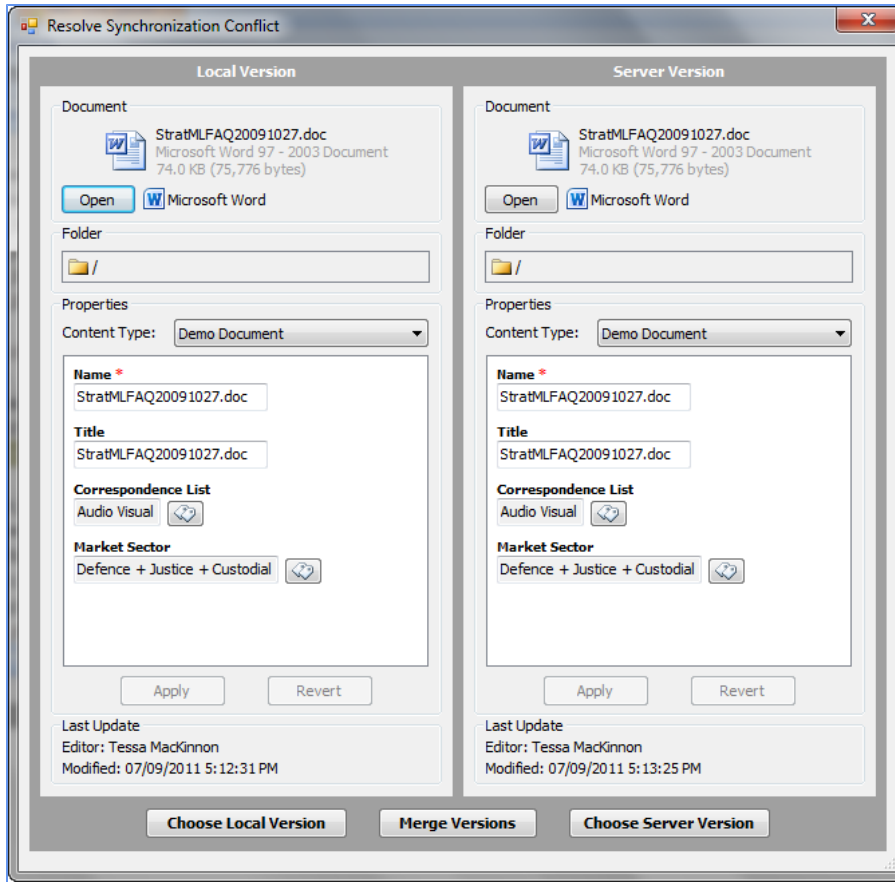 Resolve Synchronization Conflict
Local Version
Document
StratMLFAQ20091027.doc
Microsoft Word 97 - 2003 Document
74.0 KB (75,776 bytes)
Open
Microsoft Word
Folder
/
Properties
Content Type:
Demo Document
Name *
StratMLFAQ20091027.doc
Title
StratMLFAQ20091027.doc
Correspondence List
Audio Visual
Market Sector
Defence + Justice + Custodial
Apply
Revert
Last Update
Editor: Tessa MacKinnon
Modified: 07/09/2011 5:12:31 PM
Server Version
Document
StratMLFAQ20091027.doc
Microsoft Word 97 - 2003 Document
74.0 KB (75,776 bytes)
Open
Microsoft Word
Folder
/
Properties
Content Type:
Demo Document
Name *
StratMLFAQ20091027.doc
Title
StratMLFAQ20091027.doc
Correspondence List
Audio Visual
Market Sector
Defence + Justice + Custodial
Apply
Revert
Last Update
Editor: Tessa MacKinnon
Modified: 07/09/2011 5:13:25 PM
Choose Local Version
Merge Versions
Choose Server Version